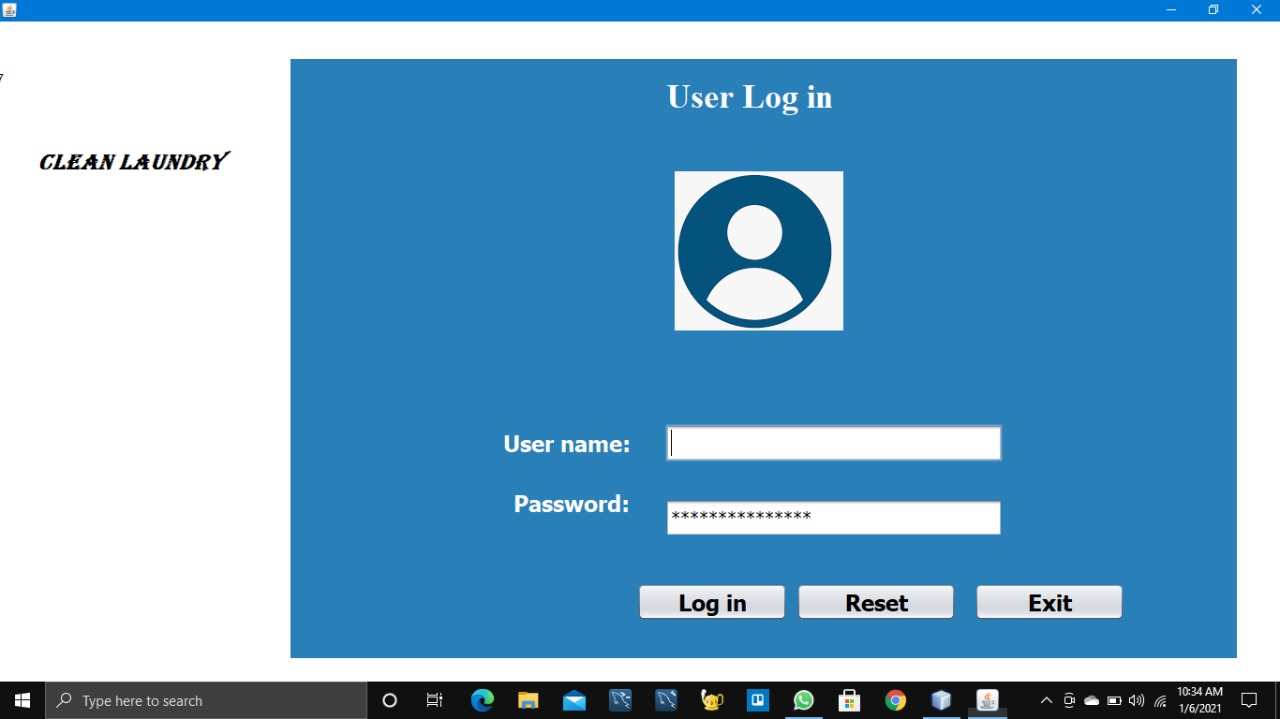 User Log in
7
CLEAN LAUNDRY
User name:
Password:
***************
Log in
Reset
Exit
Type here to search
10:34 AM
1/6/2021